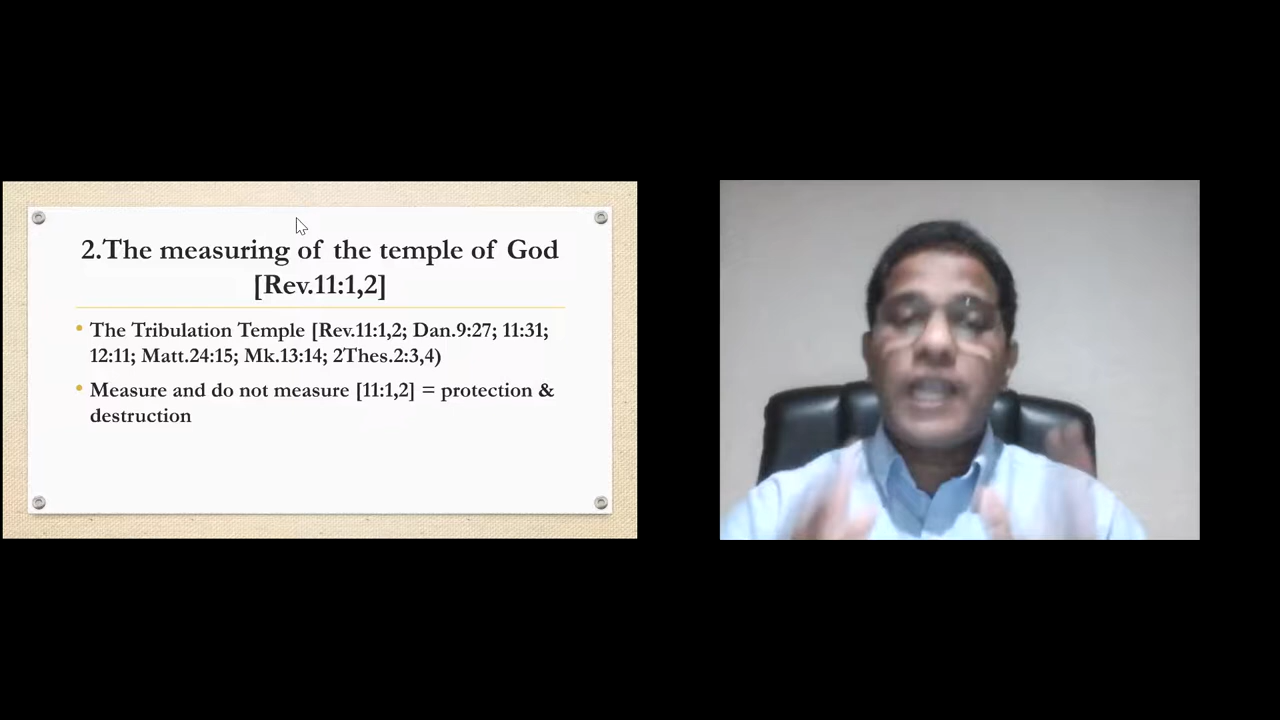 2.The measuring of the temple of God
[Rev.11:1,2]
• The Tribulation Temple [Rev.11:1,2; Dan.9:27; 11:31;
12:11; Matt.24:15; Mk.13:14; 2Thes.2:3,4)
• Measure and do not measure [11:1,2] = protection &
destruction